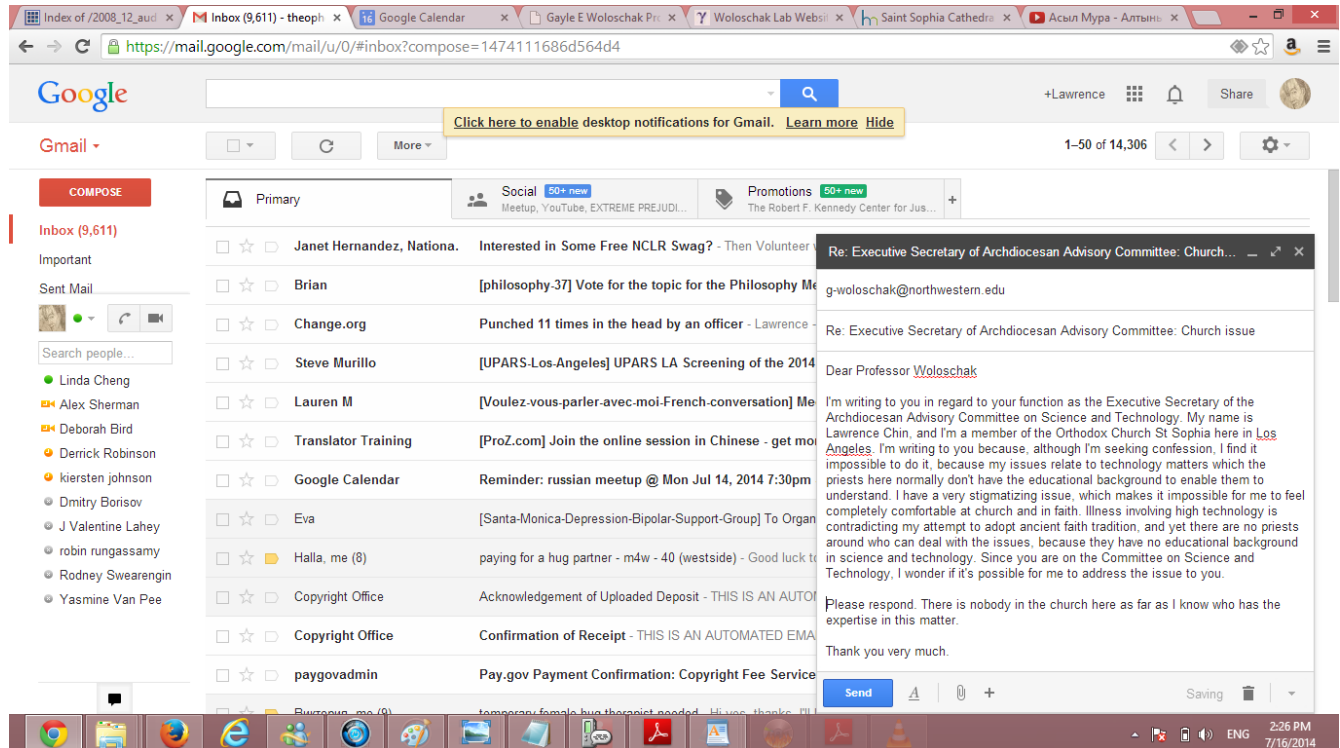 Index of /2008_12_aud
Inbox (9,611) - theoph
Google Calendar
Gayle E Woloschak Pr
Woloschak Lab Websi
Saint Sophia Cathedra
Асыл Мура - Алтынь
https://mail.google.com/mail/u/0/#inbox?compose=1474111686d564d4
Google
+Lawrence
Share
Click here to enable desktop notifications for Gmail. Learn more Hide
Gmail
More
1–50 of 14,306
COMPOSE
Inbox (9,611)
Important
Sent Mail
Search people...
Linda Cheng
Alex Sherman
Deborah Bird
Derrick Robinson
kiersten johnson
Dmitry Borisov
J Valentine Lahey
robin rungassamy
Rodney Swearengin
Yasmine Van Pee
Primary
Social 50+ new
Meetup, YouTube, EXTREME PREJUDI...
Promotions 50+ new
The Robert F. Kennedy Center for Jus...
+
Janet Hernandez, Nationa. Interested in Some Free NCLR Swag? - Then Volunteer
Brian [philosophy-37] Vote for the topic for the Philosophy Me
Change.org Punched 11 times in the head by an officer - Lawrence -
Steve Murillo [UPARS-Los-Angeles] UPARS LA Screening of the 2014
Lauren M [Voulez-vous-parler-avec-moi-French-conversation] Me
Translator Training [ProZ.com] Join the online session in Chinese - get mo
Google Calendar Reminder: russian meetup @ Mon Jul 14, 2014 7:30pm
Eva [Santa-Monica-Depression-Bipolar-Support-Group] To Organ
Halla, me (8) paying for a hug partner - m4w - 40 (westside) - Good luck to
Copyright Office Acknowledgement of Uploaded Deposit - THIS IS AN AUTO
Copyright Office Confirmation of Receipt - THIS IS AN AUTOMATED EMA
paygovadmin Pay.gov Payment Confirmation: Copyright Fee Service
Виктория, me (9) temporary female hug therapist needed - Hi yes, thanks, I'll
Re: Executive Secretary of Archdiocesan Advisory Committee: Church...
g-woloschak@northwestern.edu
Re: Executive Secretary of Archdiocesan Advisory Committee: Church issue
Dear Professor Woloschak
I'm writing to you in regard to your function as the Executive Secretary of the
Archdiocesan Advisory Committee on Science and Technology. My name is
Lawrence Chin, and I'm a member of the Orthodox Church St Sophia here in Los
Angeles. I'm writing to you because, although I'm seeking confession, I find it
impossible to do it, because my issues relate to technology matters which the
priests here normally don't have the educational background to enable them to
understand. I have a very stigmatizing issue, which makes it impossible for me to feel
completely comfortable at church and in faith. Illness involving high technology is
contradicting my attempt to adopt ancient faith tradition, and yet there are no priests
around who can deal with the issues, because they have no educational background
in science and technology. Since you are on the Committee on Science and
Technology, I wonder if it's possible for me to address the issue to you.
Please respond. There is nobody in the church here as far as I know who has the
expertise in this matter.
Thank you very much.
Send
Saving
ENG
2:26 PM
7/16/2014